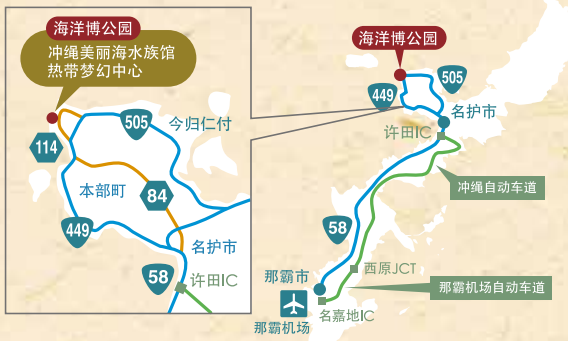 海洋博公园
冲绳美丽海水族馆
热带梦幻中心
505
今归仁付
114
本部町
84
449
名护市
58
许田IC
海洋博公园
449
505
名护市
许田IC
冲绳自动车道
58
西原JCT
那霸市
那霸机场自动车道
名嘉地IC
那霸机场